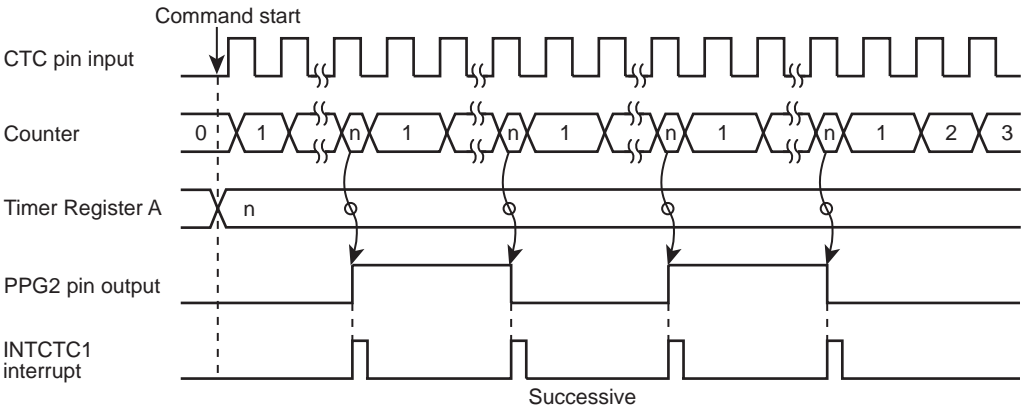 Command start
CTC pin input
Counter 0 1 n 1 n 1 n 1 n 1 2 3
Timer Register A n
PPG2 pin output
INTCTC1
interrupt
Successive